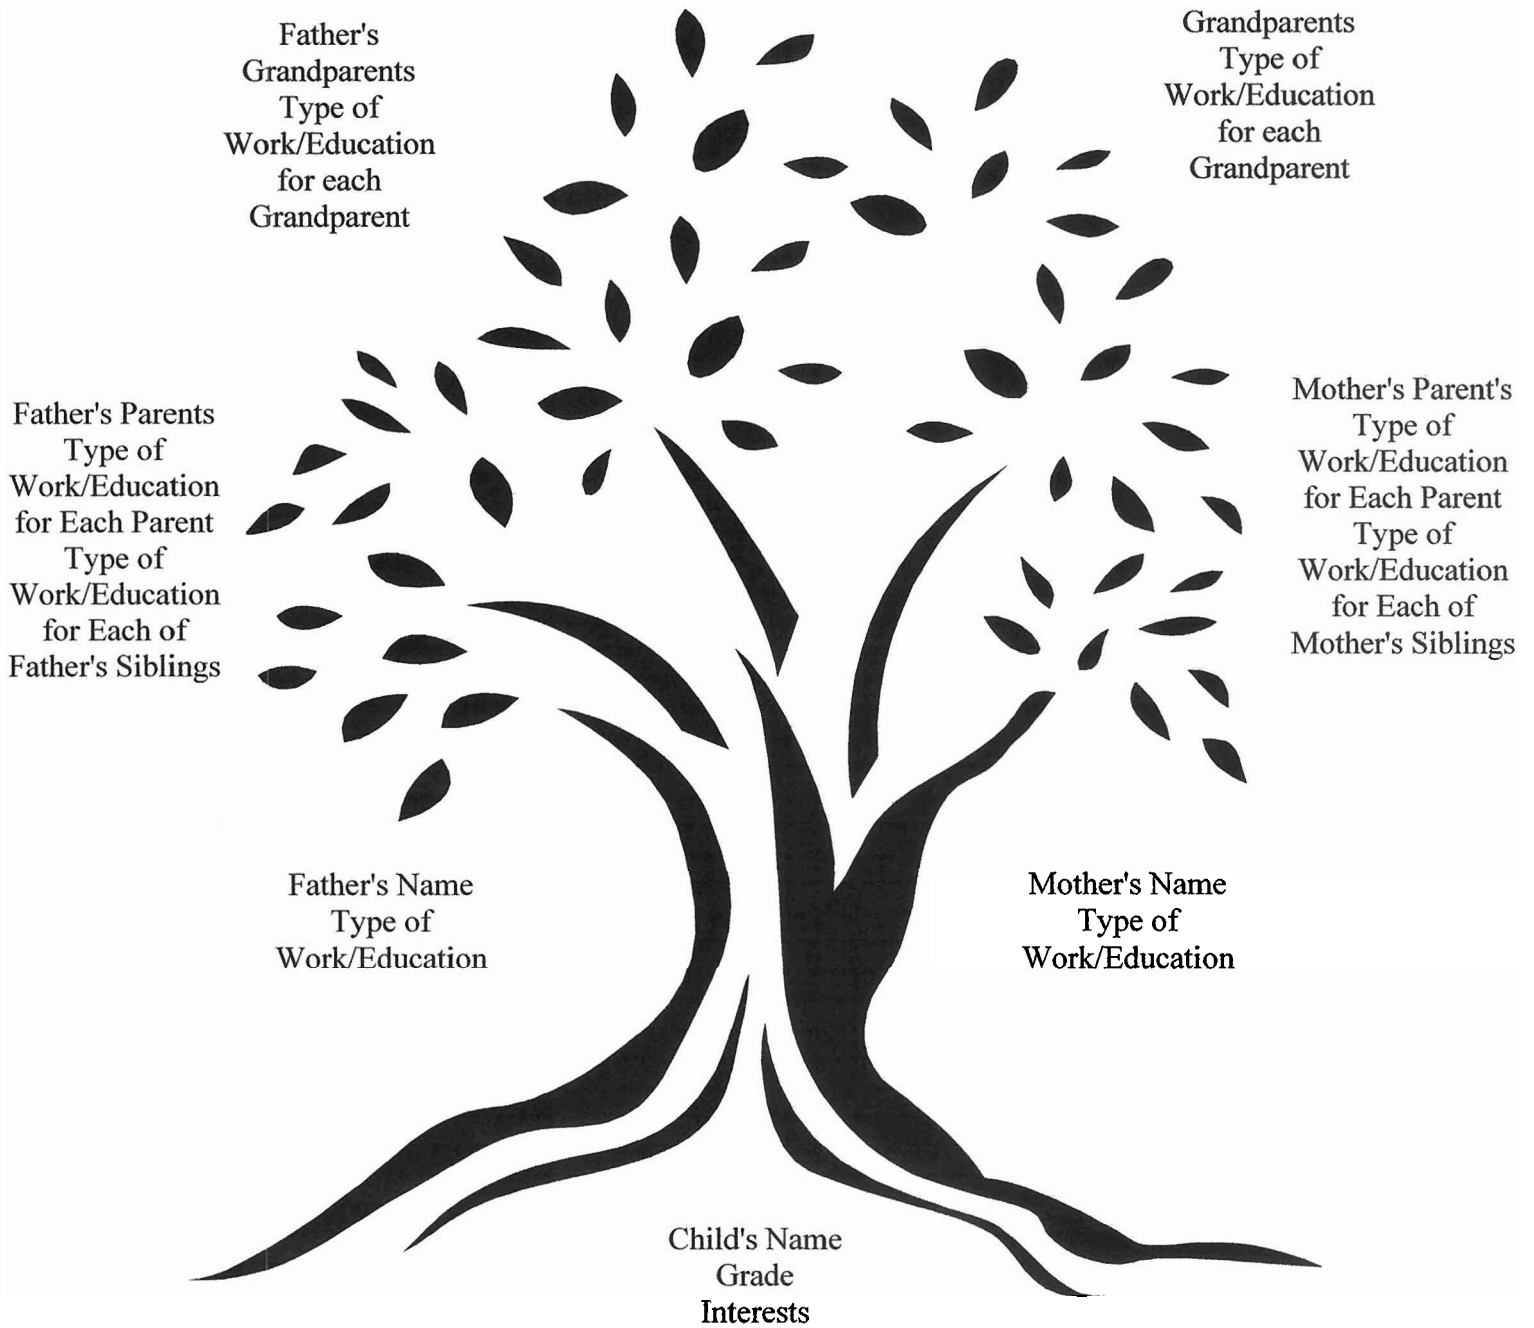 Father's
Grandparents
Type of
Work/Education
for each
Grandparent
Grandparents
Type of
Work/Education
for each
Grandparent
Father's Parents
Type of
Work/Education
for Each Parent
Type of
Work/Education
for Each of
Father's Siblings
Mother's Parent's
Type of
Work/Education
for Each Parent
Type of
Work/Education
for Each of
Mother's Siblings
Father's Name
Type of
Work/Education
Mother's Name
Type of
Work/Education
Child's Name
Grade
Interests